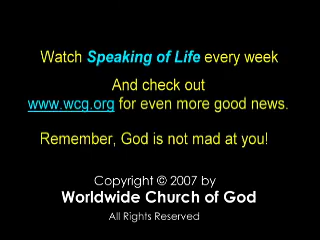 Watch Speaking of Life every week
And check out
www.wcg.org for even more good news.
Remember, God is not mad at you!
Copyright © 2007 by
Worldwide Church of God
All Rights Reserved